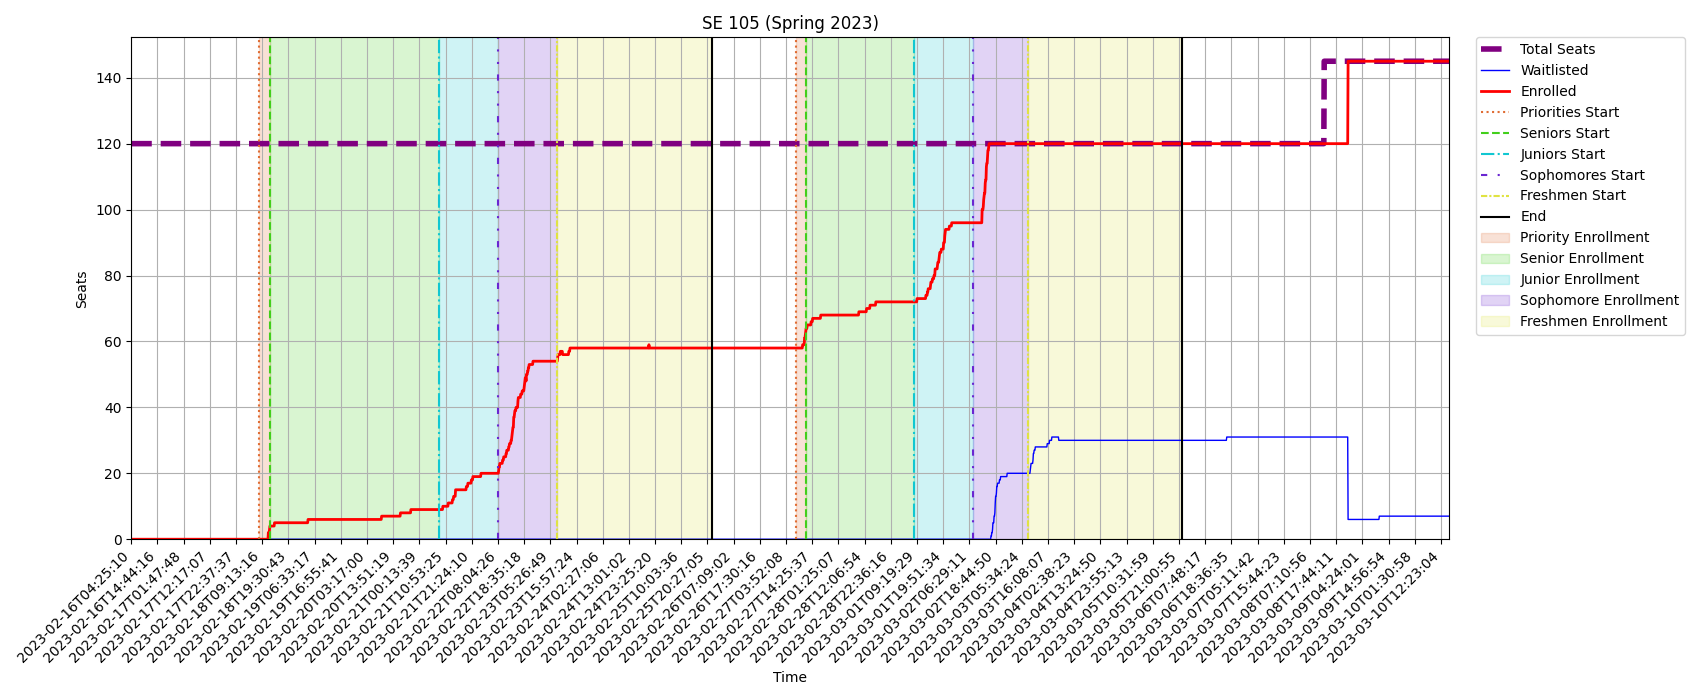 SE 105 (Spring 2023)
Seats
140
120
100
80
60
40
20
0
2023-02-16T04:25:10
2023-02-16T14:44:16
2023-02-17T01:47:48
2023-02-17T12:17:07
2023-02-17T22:37:37
2023-02-18T09:13:16
2023-02-18T19:30:43
2023-02-19T06:33:17
2023-02-19T16:55:41
2023-02-20T03:17:00
2023-02-20T13:51:19
2023-02-21T00:13:39
2023-02-21T10:53:25
2023-02-21T21:24:10
2023-02-22T08:04:26
2023-02-22T18:35:18
2023-02-23T05:26:49
2023-02-23T15:57:24
2023-02-24T02:27:06
2023-02-24T13:01:02
2023-02-24T23:25:20
2023-02-25T10:03:36
2023-02-25T20:27:05
2023-02-26T07:09:02
2023-02-26T17:30:16
2023-02-27T03:52:08
2023-02-27T14:25:37
2023-02-28T01:25:07
2023-02-28T12:06:54
2023-02-28T22:36:19
2023-03-01T09:19:29
2023-03-01T19:51:34
2023-03-02T06:29:11
2023-03-02T18:44:50
2023-03-03T05:34:24
2023-03-03T16:08:07
2023-03-04T02:38:23
2023-03-04T13:24:50
2023-03-04T23:55:13
2023-03-05T10:31:59
2023-03-05T21:00:55
2023-03-06T07:48:17
2023-03-06T18:36:35
2023-03-07T05:11:42
2023-03-07T15:44:23
2023-03-08T07:10:56
2023-03-08T17:44:11
2023-03-09T04:24:01
2023-03-09T14:56:54
2023-03-10T01:30:58
2023-03-10T12:23:04
Time
Total Seats
Waitlisted
Enrolled
Priorities Start
Seniors Start
Juniors Start
Sophomores Start
Freshmen Start
End
Priority Enrollment
Senior Enrollment
Junior Enrollment
Sophomore Enrollment
Freshmen Enrollment